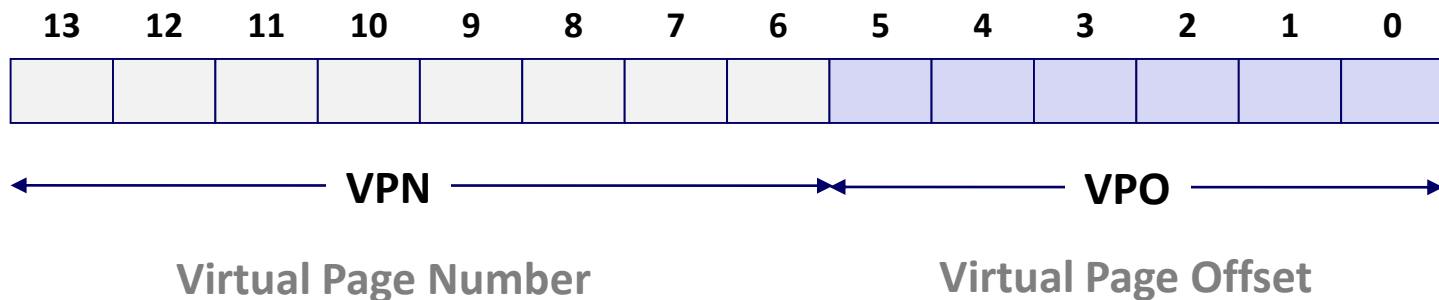 13 12 11 10 9 8 7 6 5 4 3 2 1 0
VPN VPO
Virtual Page Number Virtual Page Offset